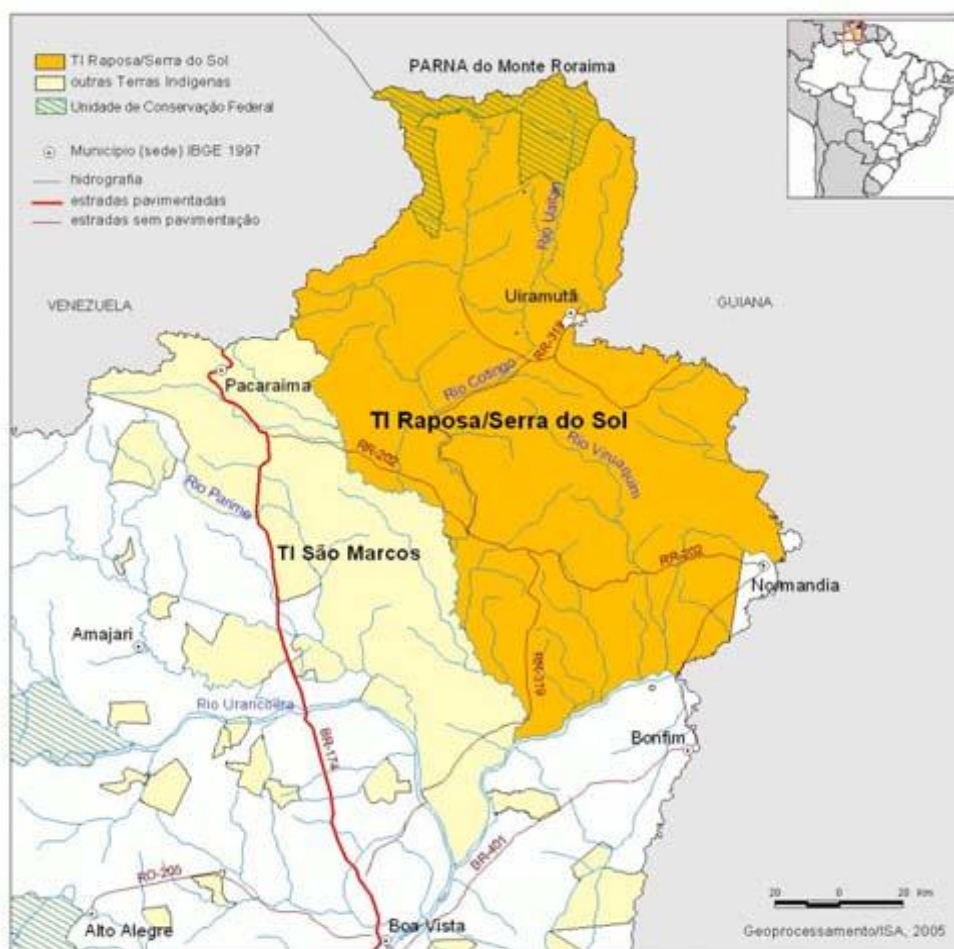 TI Raposa/Serra do Sol
outras Terras Indígenas
Unidade de Conservação Federal
Município (sede) IBGE 1997
hidrografia
estradas pavimentadas
estradas sem pavimentação
PARNA do Monte Roraima
VENEZUELA
GUIANA
Rio Uailan
Uiramutã
RR-319
Rio Cotingo
Pacaraima
TI Raposa/Serra do Sol
RR-202
Rio Viruaquim
Rio Parime
TI São Marcos
RR-202
Normandia
Amajari
RR-319
Rio Uraricoera
BR-174
Bonfim
BR-401
RO-205
Alto Alegre
Boa Vista
20 0 20 Km
Geoprocessamento/ISA, 2005